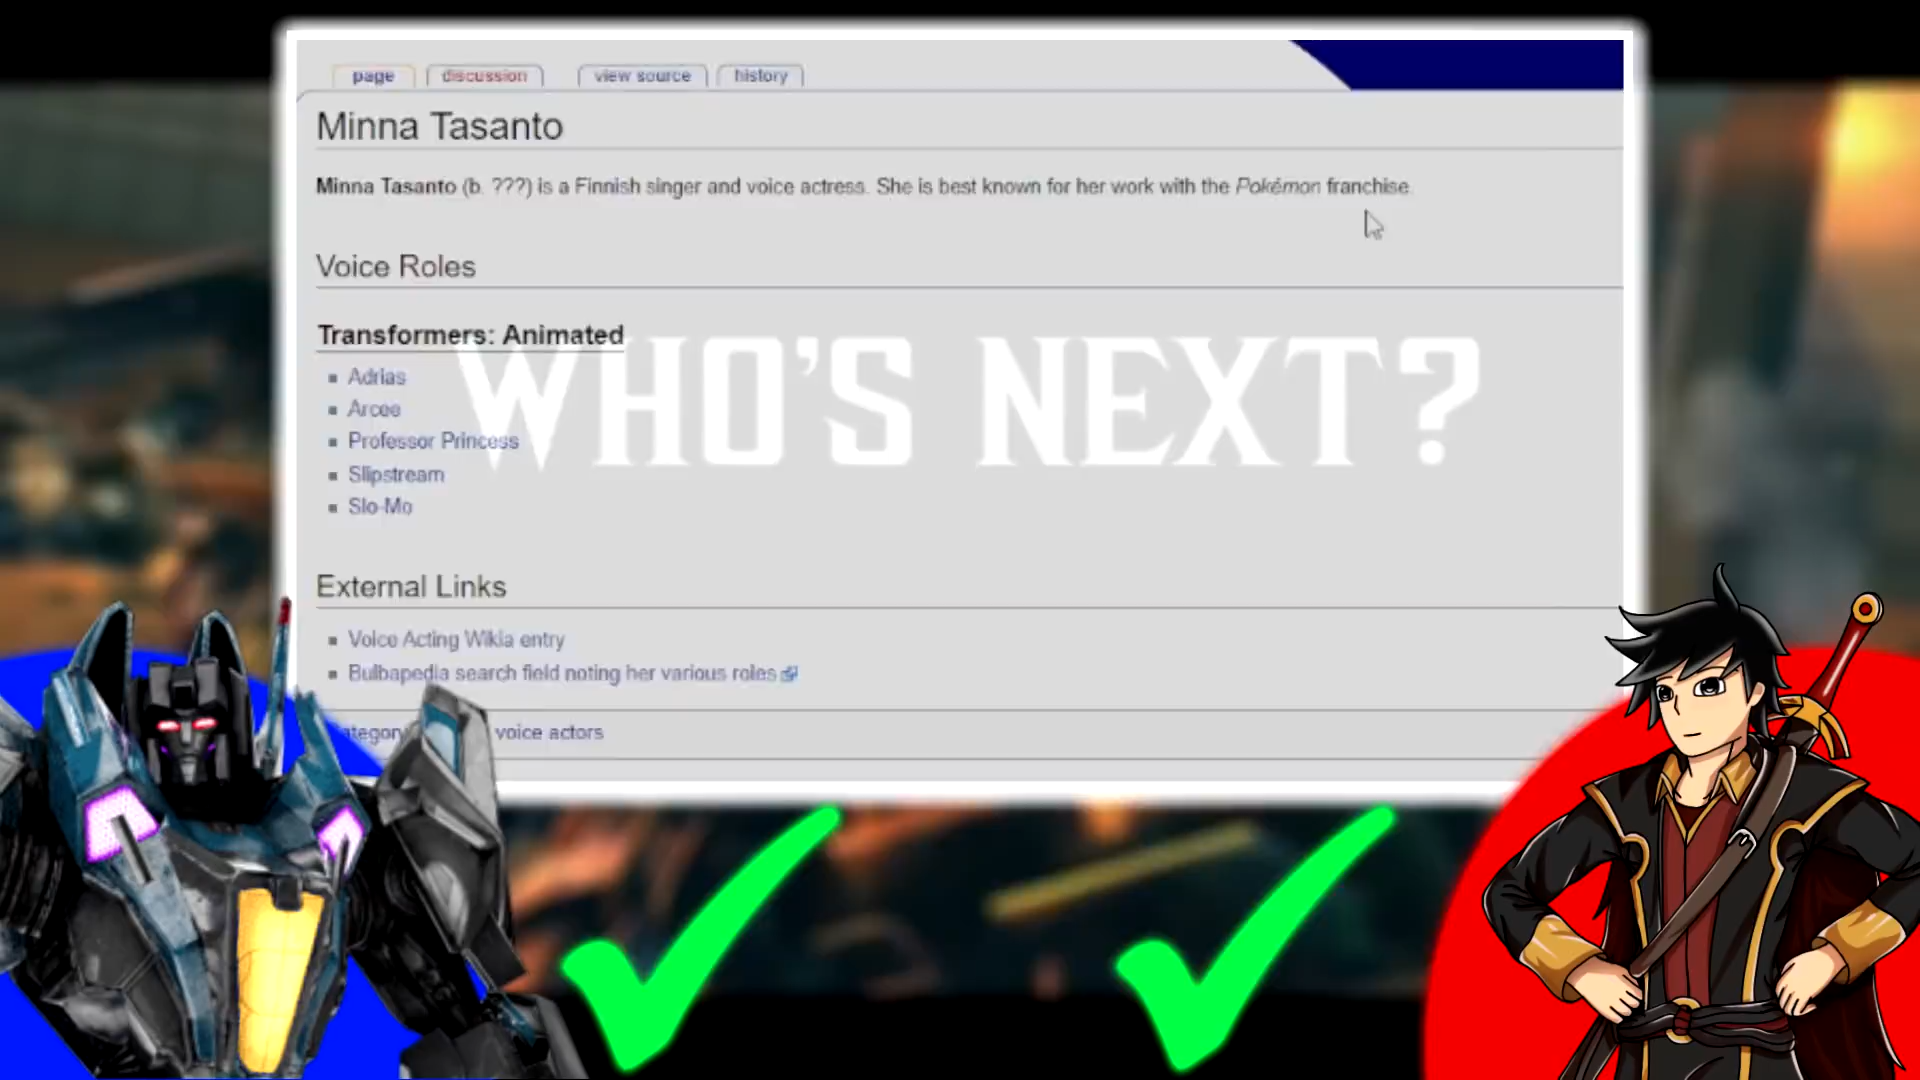 page discussion view source history
Minna Tasanto
Minna Tasanto (b. ???) is a Finnish singer and voice actress. She is best known for her work with the Pokémon franchise
Voice Roles
Transformers: Animated
WHO'S NEXT?
Adrias
Arcee
Professor Princess
Slipstream
Slo-Mo
External Links
Voice Acting Wikia entry
Bulbapedia search field noting her various roles
voice actors